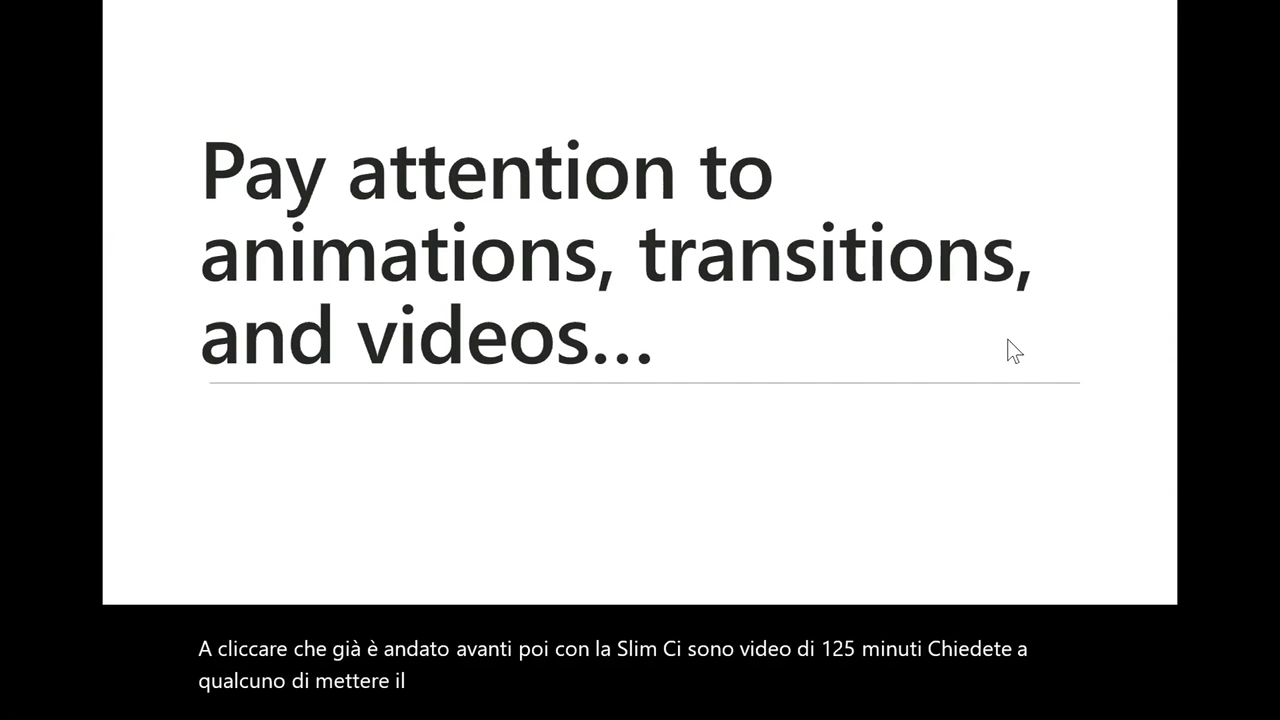 Pay attention to
animations, transitions,
and videos...
A cliccare che già è andato avanti poi con la Slim Ci sono video di 125 minuti Chiedete a
qualcuno di mettere il